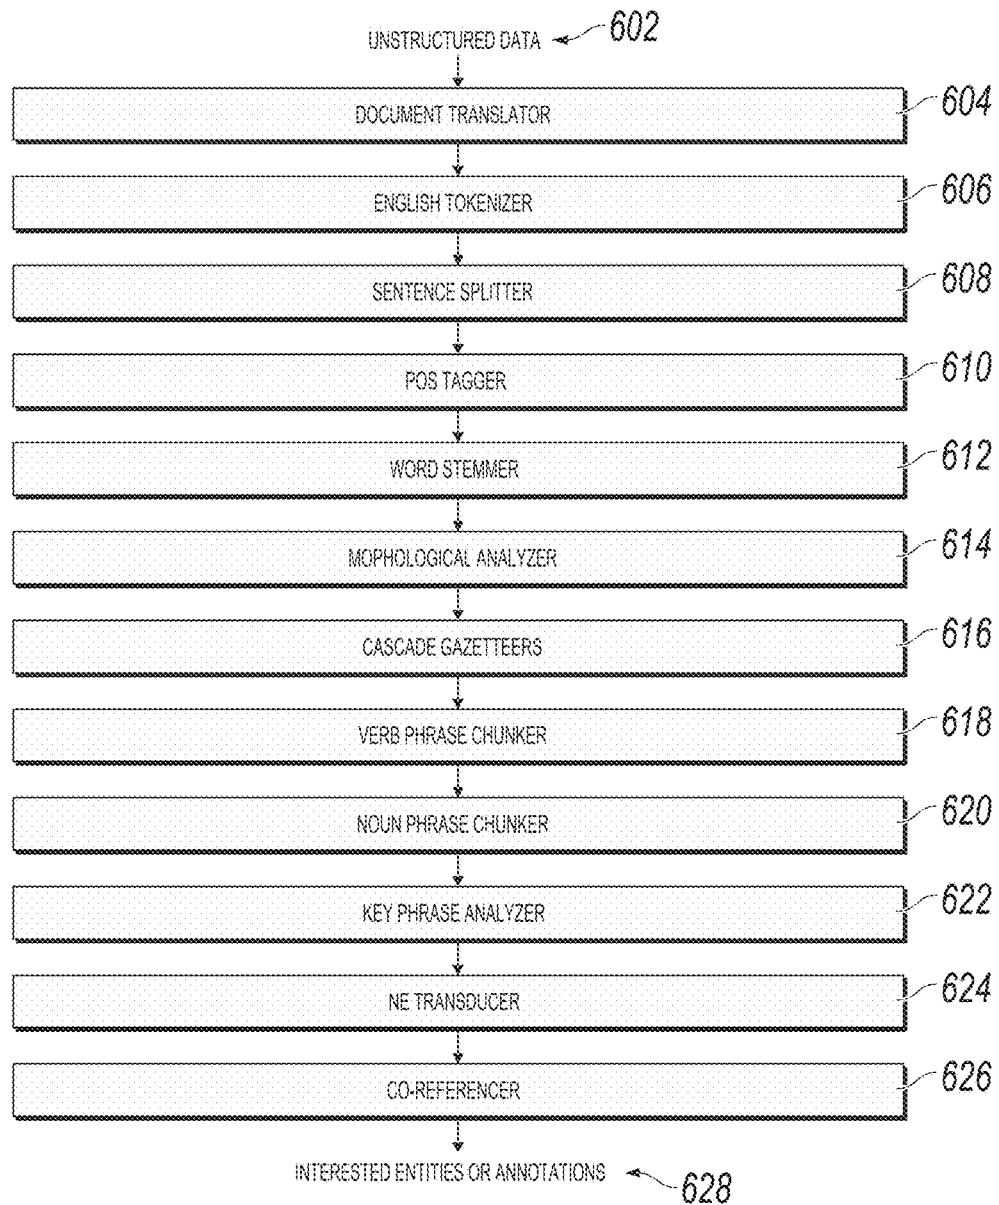 UNSTRUCTURED DATA 602
DOCUMENT TRANSLATOR 604
ENGLISH TOKENIZER 606
SENTENCE SPLITTER 608
POS TAGGER 610
WORD STEMMER 612
MOPHOLOGICAL ANALYZER 614
CASCADE GAZETTEERS 616
VERB PHRASE CHUNKER 618
NOUN PHRASE CHUNKER 620
KEY PHRASE ANALYZER 622
NE TRANSDUCER 624
CO-REFERENCER 626
INTERESTED ENTITIES OR ANNOTATIONS 628